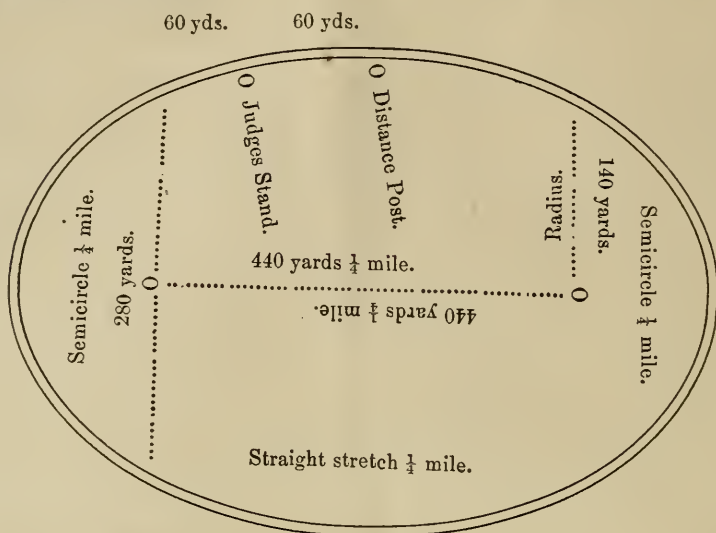 60 yds. 60 yds.
Judges Stand.
Distance Post.
Radius.
140 yards.
Semicircle ¼ mile.
Semicircle ¼ mile.
280 yards.
440 yards ¼ mile.
440 yards ¼ mile.
Straight stretch ¼ mile.